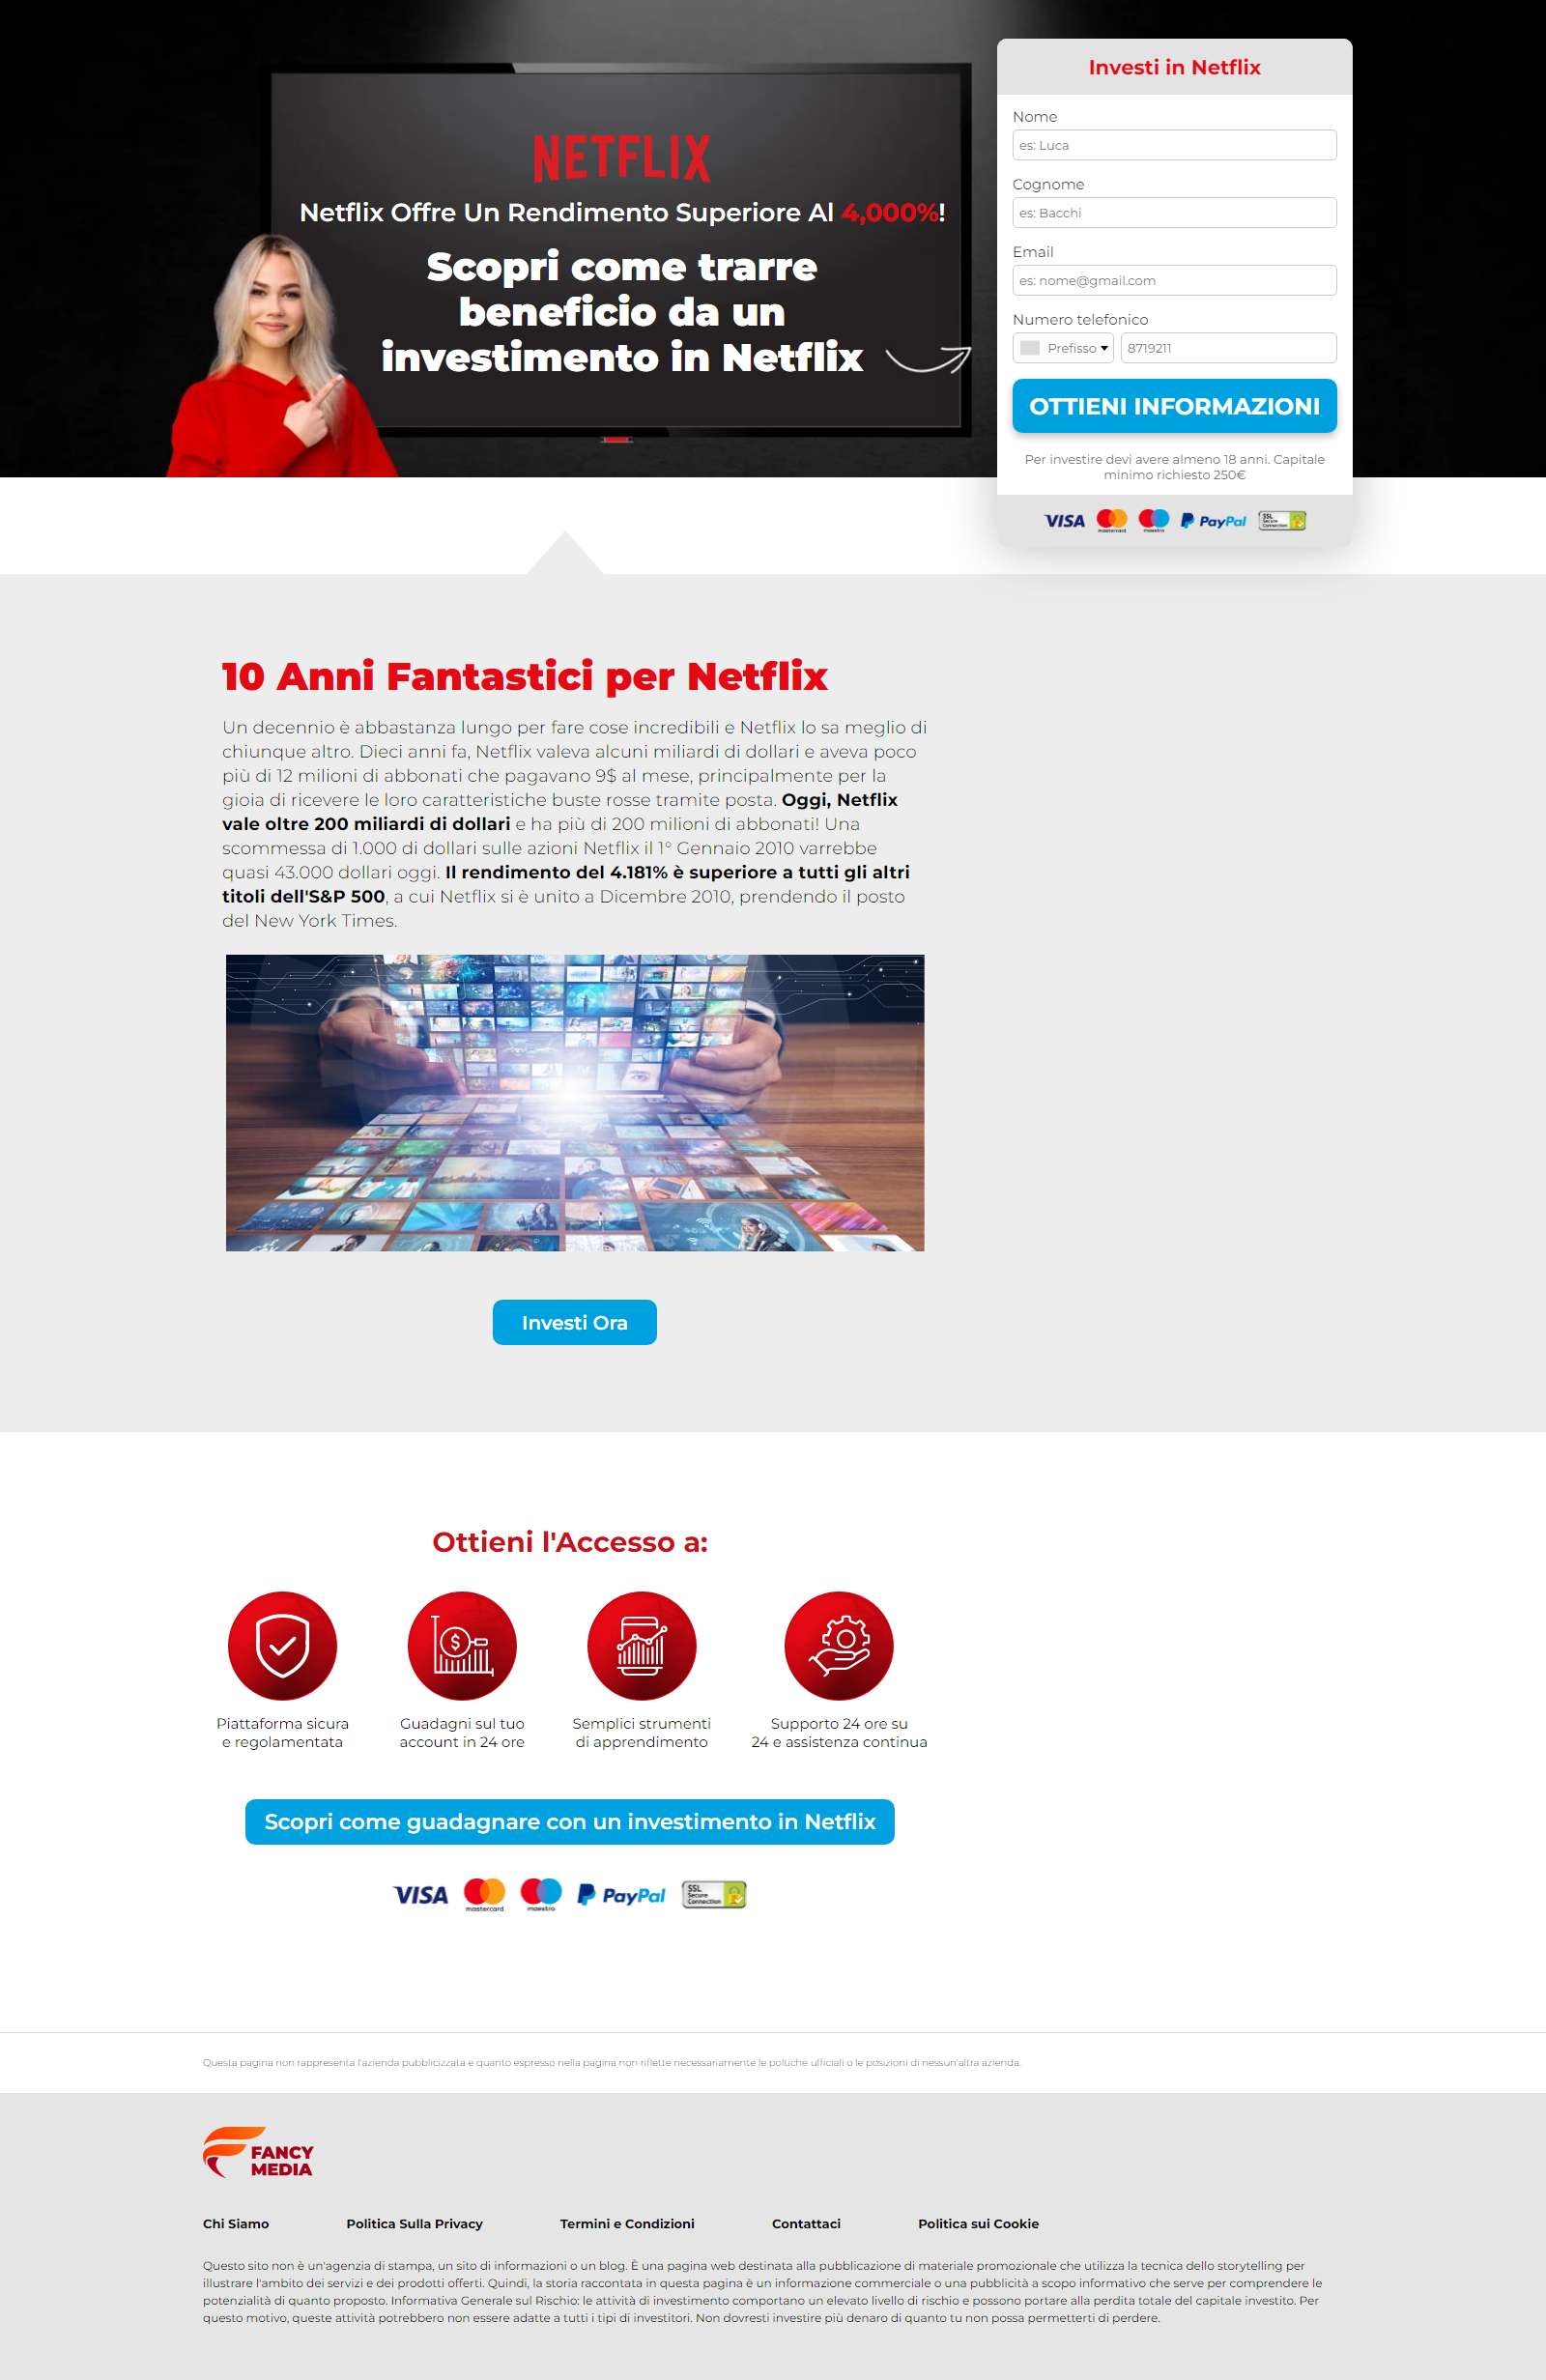 NETFLIX
Netflix Offre Un Rendimento Superiore Al 4,000%!
Scopri come trarre
beneficio da un
investimento in Netflix
Investi in Netflix
Nome
es: Luca
Cognome
es: Bacchi
Email
es: nome@gmail.com
Numero telefonico
Prefisso
8719211
OTTIENI INFORMAZIONI
Per investire devi avere almeno 18 anni. Capitale
minimo richiesto 250€
VISA mastercard maestro PayPal SSL Secure Connection
10 Anni Fantastici per Netflix
Un decennio è abbastanza lungo per fare cose incredibili e Netflix lo sa meglio di
chiunque altro. Dieci anni fa, Netflix valeva alcuni miliardi di dollari e aveva poco
più di 12 milioni di abbonati che pagavano 9$ al mese, principalmente per la
gioia di ricevere le loro caratteristiche buste rosse tramite posta. Oggi, Netflix
vale oltre 200 miliardi di dollari e ha più di 200 milioni di abbonati! Una
scommessa di 1.000 di dollari sulle azioni Netflix il 1° Gennaio 2010 varrebbe
quasi 43.000 dollari oggi. Il rendimento del 4.181% è superiore a tutti gli altri
titoli dell'S&P 500, a cui Netflix si è unito a Dicembre 2010, prendendo il posto
del New York Times.
Investi Ora
Ottieni l'Accesso a:
Piattaforma sicura
e regolamentata
Guadagni sul tuo
account in 24 ore
Semplici strumenti
di apprendimento
Supporto 24 ore su
24 e assistenza continua
Scopri come guadagnare con un investimento in Netflix
VISA mastercard maestro PayPal SSL Secure Connection
Questa pagina non rappresenta l'azienda pubblicizzata e quanto espresso nella pagina non riflette necessariamente le politiche ufficiali o le posizioni di nessun'altra azienda.
FANCY
MEDIA
Chi Siamo
Politica Sulla Privacy
Termini e Condizioni
Contattaci
Politica sui Cookie
Questo sito non è un'agenzia di stampa, un sito di informazioni o un blog. È una pagina web destinata alla pubblicazione di materiale promozionale che utilizza la tecnica dello storytelling per
illustrare l'ambito dei servizi e dei prodotti offerti. Quindi, la storia raccontata in questa pagina è un informazione commerciale o una pubblicità a scopo informativo che serve per comprendere le
potenzialità di quanto proposto. Informativa Generale sul Rischio: le attività di investimento comportano un elevato livello di rischio e possono portare alla perdita totale del capitale investito. Per
questo motivo, queste attività potrebbero non essere adatte a tutti i tipi di investitori. Non dovresti investire più denaro di quanto tu non possa permetterti di perdere.